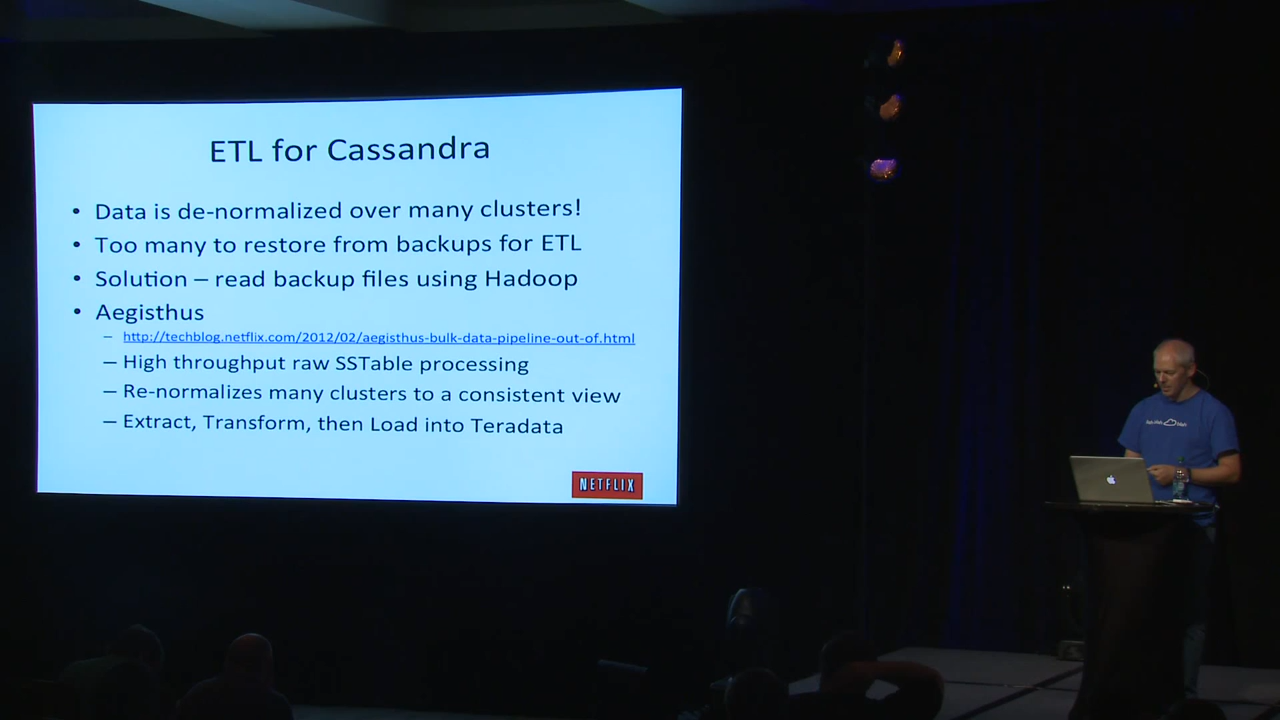 ETL for Cassandra
• Data is de-normalized over many clusters!
• Too many to restore from backups for ETL
• Solution – read backup files using Hadoop
• Aegisthus
– http://techblog.netflix.com/2012/02/aegisthus-bulk-data-pipeline-out-of.html
– High throughput raw SSTable processing
– Re-normalizes many clusters to a consistent view
– Extract, Transform, then Load into Teradata
NETFLIX